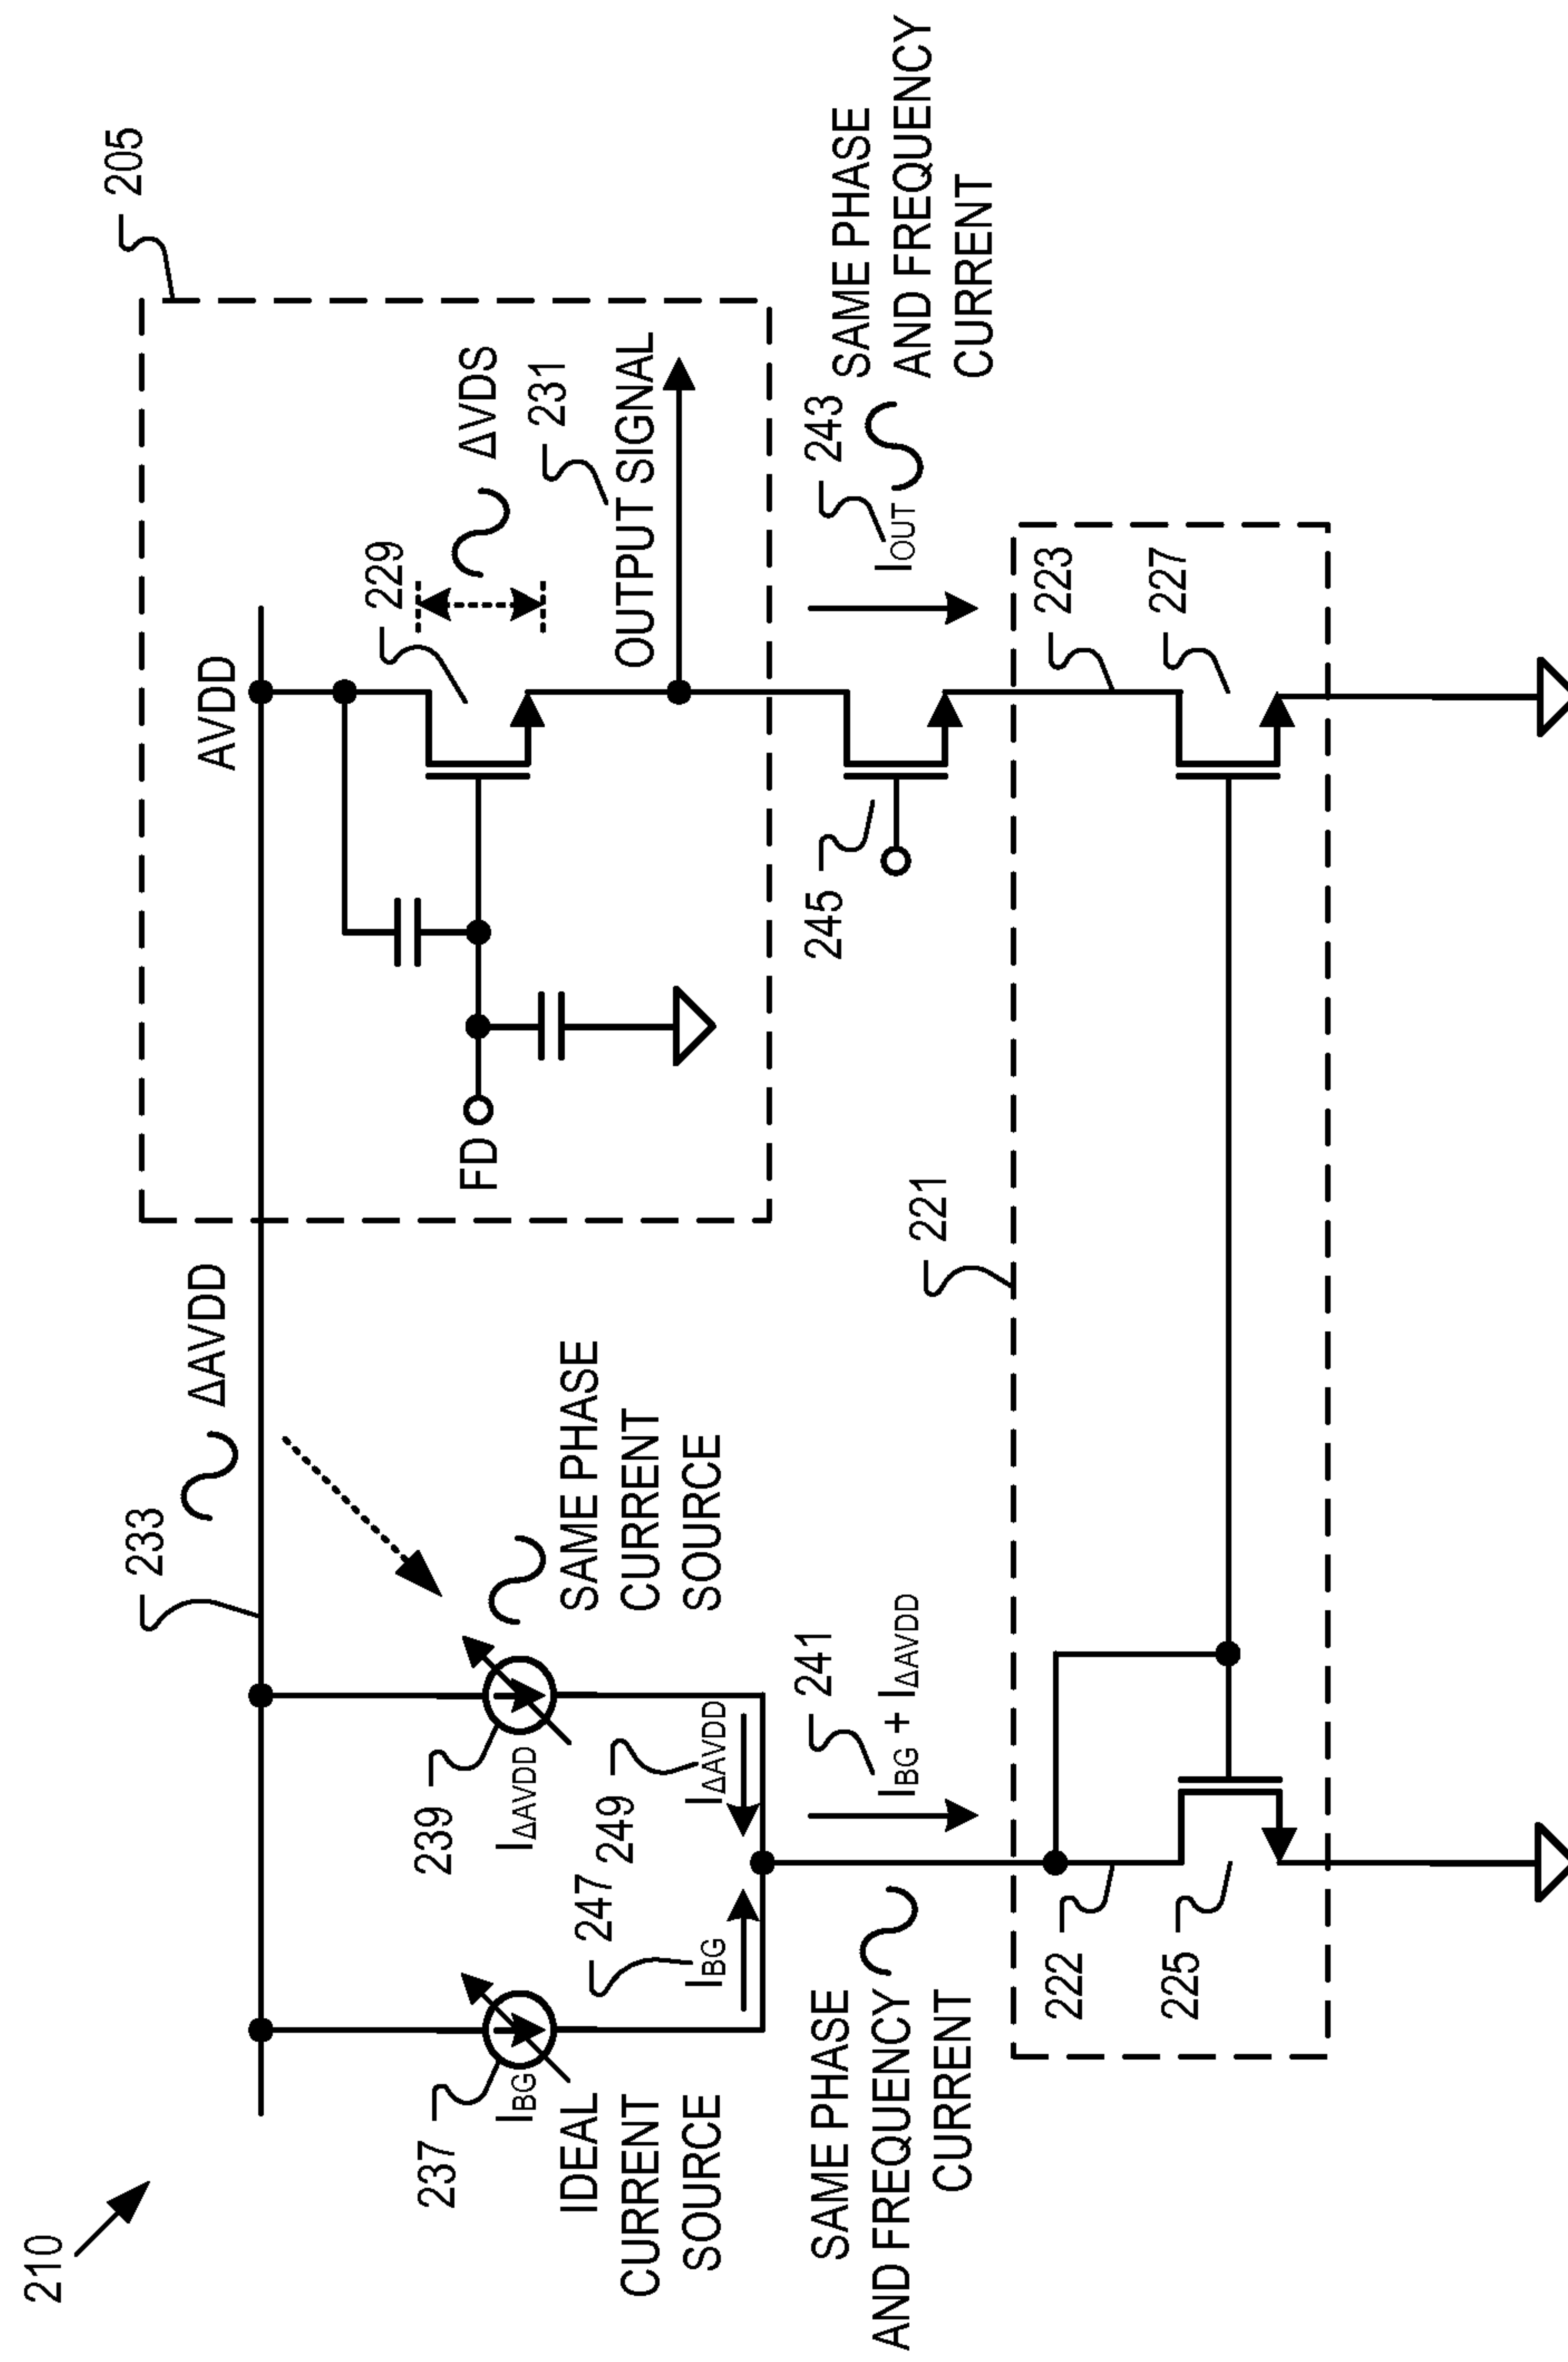 210
233
ΔAVDD
AVDD
205
237
IBG
IDEAL
CURRENT
SOURCE
239
IΔAVDD
SAME PHASE
CURRENT
SOURCE
FD
229
ΔVDS
231
OUTPUT SIGNAL
247
IBG
249
IΔAVDD
241
IBG + IΔAVDD
SAME PHASE
AND FREQUENCY
CURRENT
245
243
IOUT
SAME PHASE
AND FREQUENCY
CURRENT
221
222
225
223
227